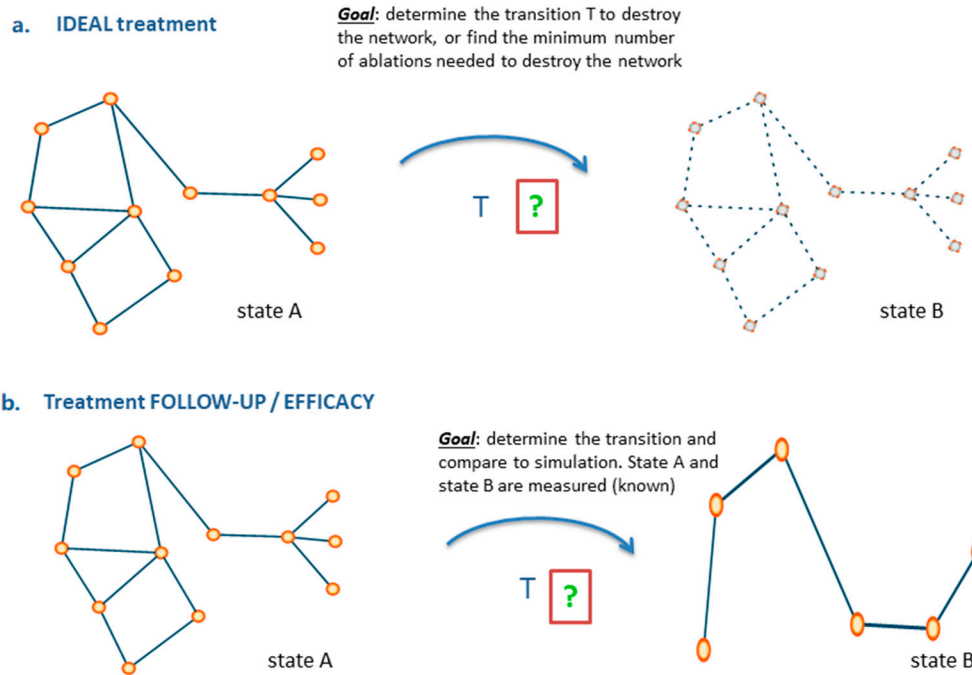 a. IDEAL treatment
Goal: determine the transition T to destroy
the network, or find the minimum number
of ablations needed to destroy the network
T ?
state A
state B
b. Treatment FOLLOW-UP / EFFICACY
Goal: determine the transition and
compare to simulation. State A and
state B are measured (known)
T ?
state A
state B